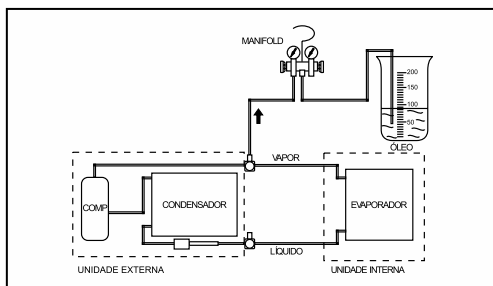 MANIFOLD
200
150
100
50
ÓLEO
VAPOR
COMP
CONDENSADOR
EVAPORADOR
LÍQUIDO
UNIDADE EXTERNA
UNIDADE INTERNA